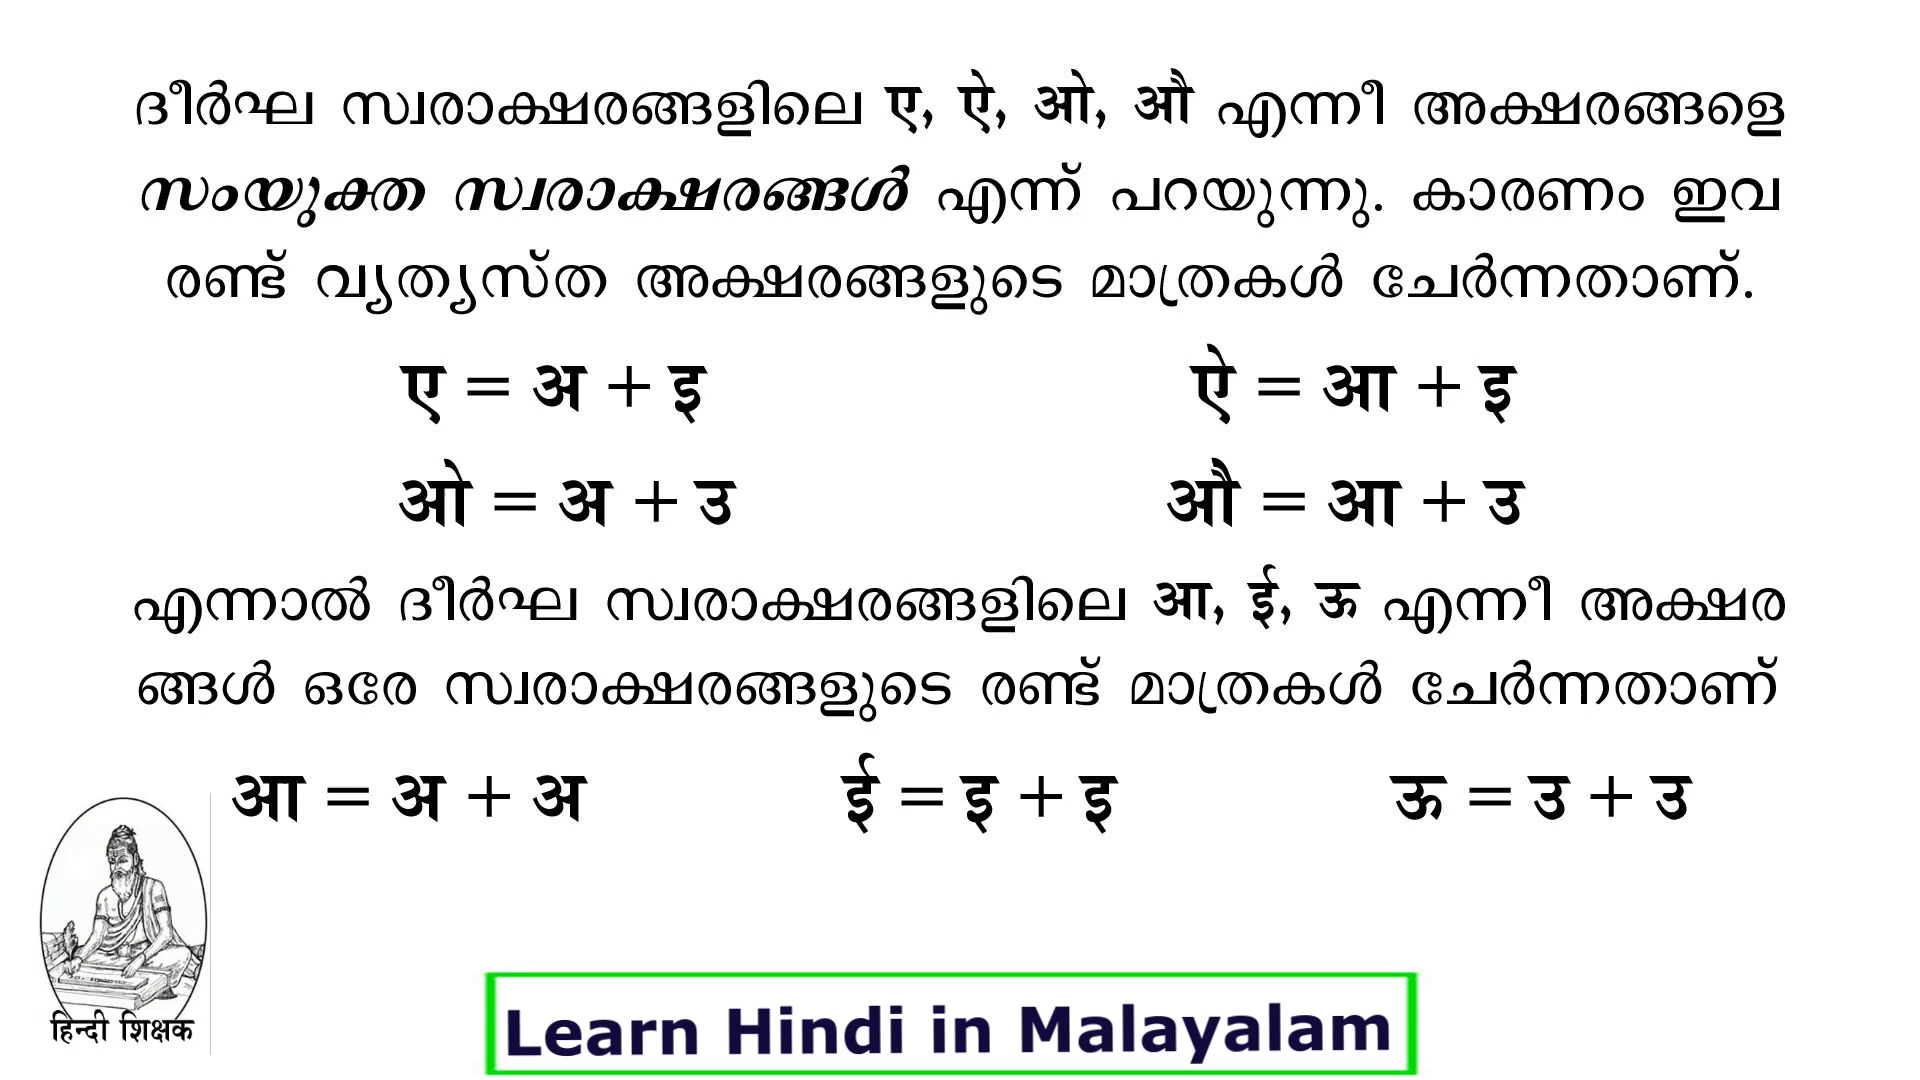 ദീർഘ സ്വരാക്ഷരങ്ങളിലെ ए, ऐ, ओ, औ എന്നീ അക്ഷരങ്ങളെ
സംയുക്ത സ്വരാക്ഷരങ്ങൾ എന്ന് പറയുന്നു. കാരണം ഇവ
രണ്ട് വ്യത്യസ്ത അക്ഷരങ്ങളുടെ മാത്രകൾ ചേർന്നതാണ്.
ए = अ + इ ऐ = आ + इ
ओ = अ + उ औ = आ + उ
എന്നാൽ ദീർഘ സ്വരാക്ഷരങ്ങളിലെ आ, ई, ऊ എന്നീ അക്ഷര
ങ്ങൾ ഒരേ സ്വരാക്ഷരങ്ങളുടെ രണ്ട് മാത്രകൾ ചേർന്നതാണ്
आ = अ + अ ई = इ + इ ऊ = उ + उ
हिन्दी शिक्षक
Learn Hindi in Malayalam